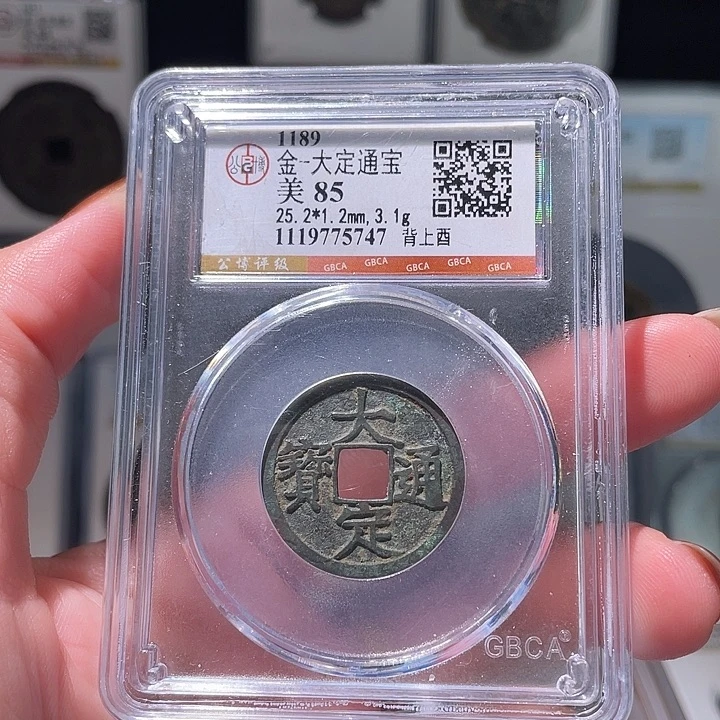 1189
金-大定通宝
美 85
25.2*1.2mm,3.1g
1119775747 背上酉
公博评级 GBCA GBCA GBCA GBCA GBCA
大
寶 通
定
GBCA